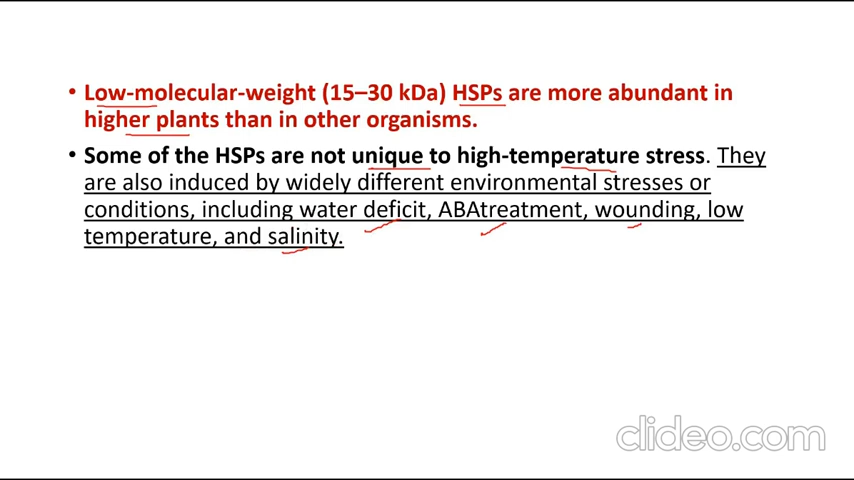 • Low-molecular-weight (15–30 kDa) HSPs are more abundant in
higher plants than in other organisms.
• Some of the HSPs are not unique to high-temperature stress. They
are also induced by widely different environmental stresses or
conditions, including water deficit, ABAtreatment, wounding, low
temperature, and salinity.
clideo.com